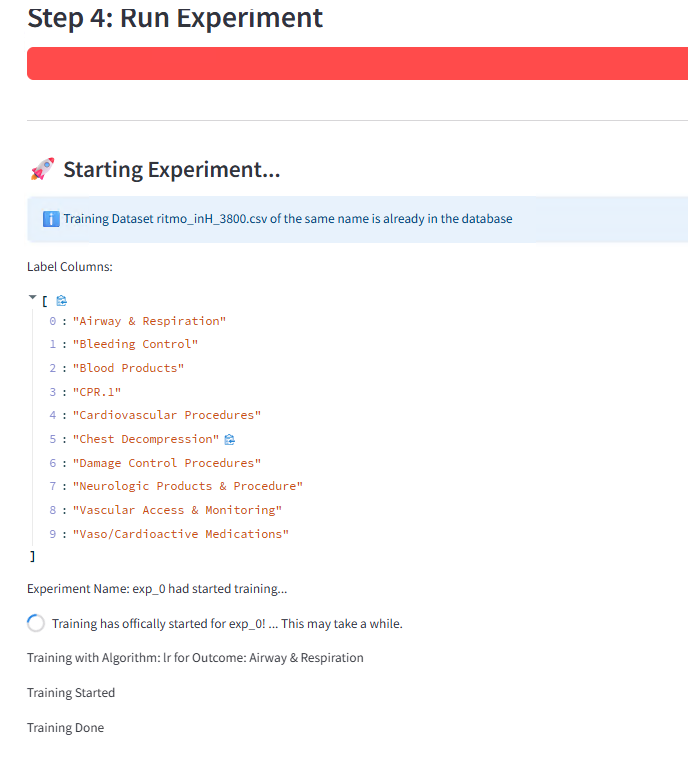 Step 4: Run Experiment
🚀 Starting Experiment...
ℹ️ Training Dataset ritmo_inH_3800.csv of the same name is already in the database
Label Columns:
[
0 : "Airway & Respiration"
1 : "Bleeding Control"
2 : "Blood Products"
3 : "CPR.1"
4 : "Cardiovascular Procedures"
5 : "Chest Decompression"
6 : "Damage Control Procedures"
7 : "Neurologic Products & Procedure"
8 : "Vascular Access & Monitoring"
9 : "Vaso/Cardioactive Medications"
]
Experiment Name: exp_0 had started training...
Training has offically started for exp_0! ... This may take a while.
Training with Algorithm: lr for Outcome: Airway & Respiration
Training Started
Training Done